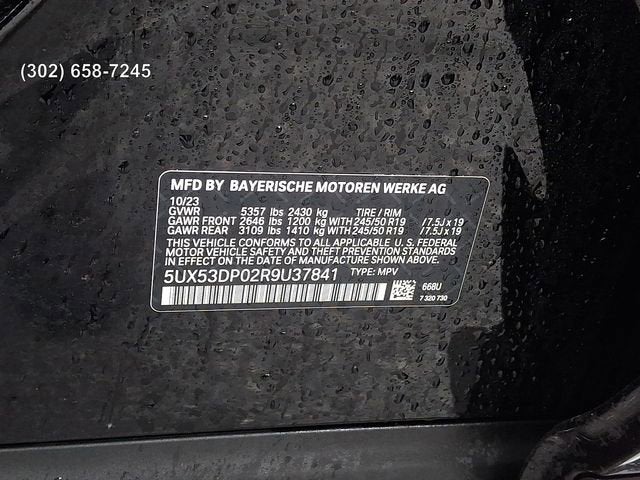 (302) 658-7245
MFD BY BAYERISCHE MOTOREN WERKE AG
10/23
GVWR 5357 lbs 2430 kg TIRE / RIM
GAWR FRONT 2646 lbs 1200 kg WITH 245/50 R19 /7.5J x 19
GAWR REAR 3109 lbs 1410 kg WITH 245/50 R19 /7.5J x 19
THIS VEHICLE CONFORMS TO ALL APPLICABLE U. S. FEDERAL
MOTOR VEHICLE SAFETY AND THEFT PREVENTION STANDARDS
IN EFFECT ON THE DATE OF MANUFACTURE SHOWN ABOVE.
5UX53DP02R9U37841 TYPE: MPV
668U
7 320 730